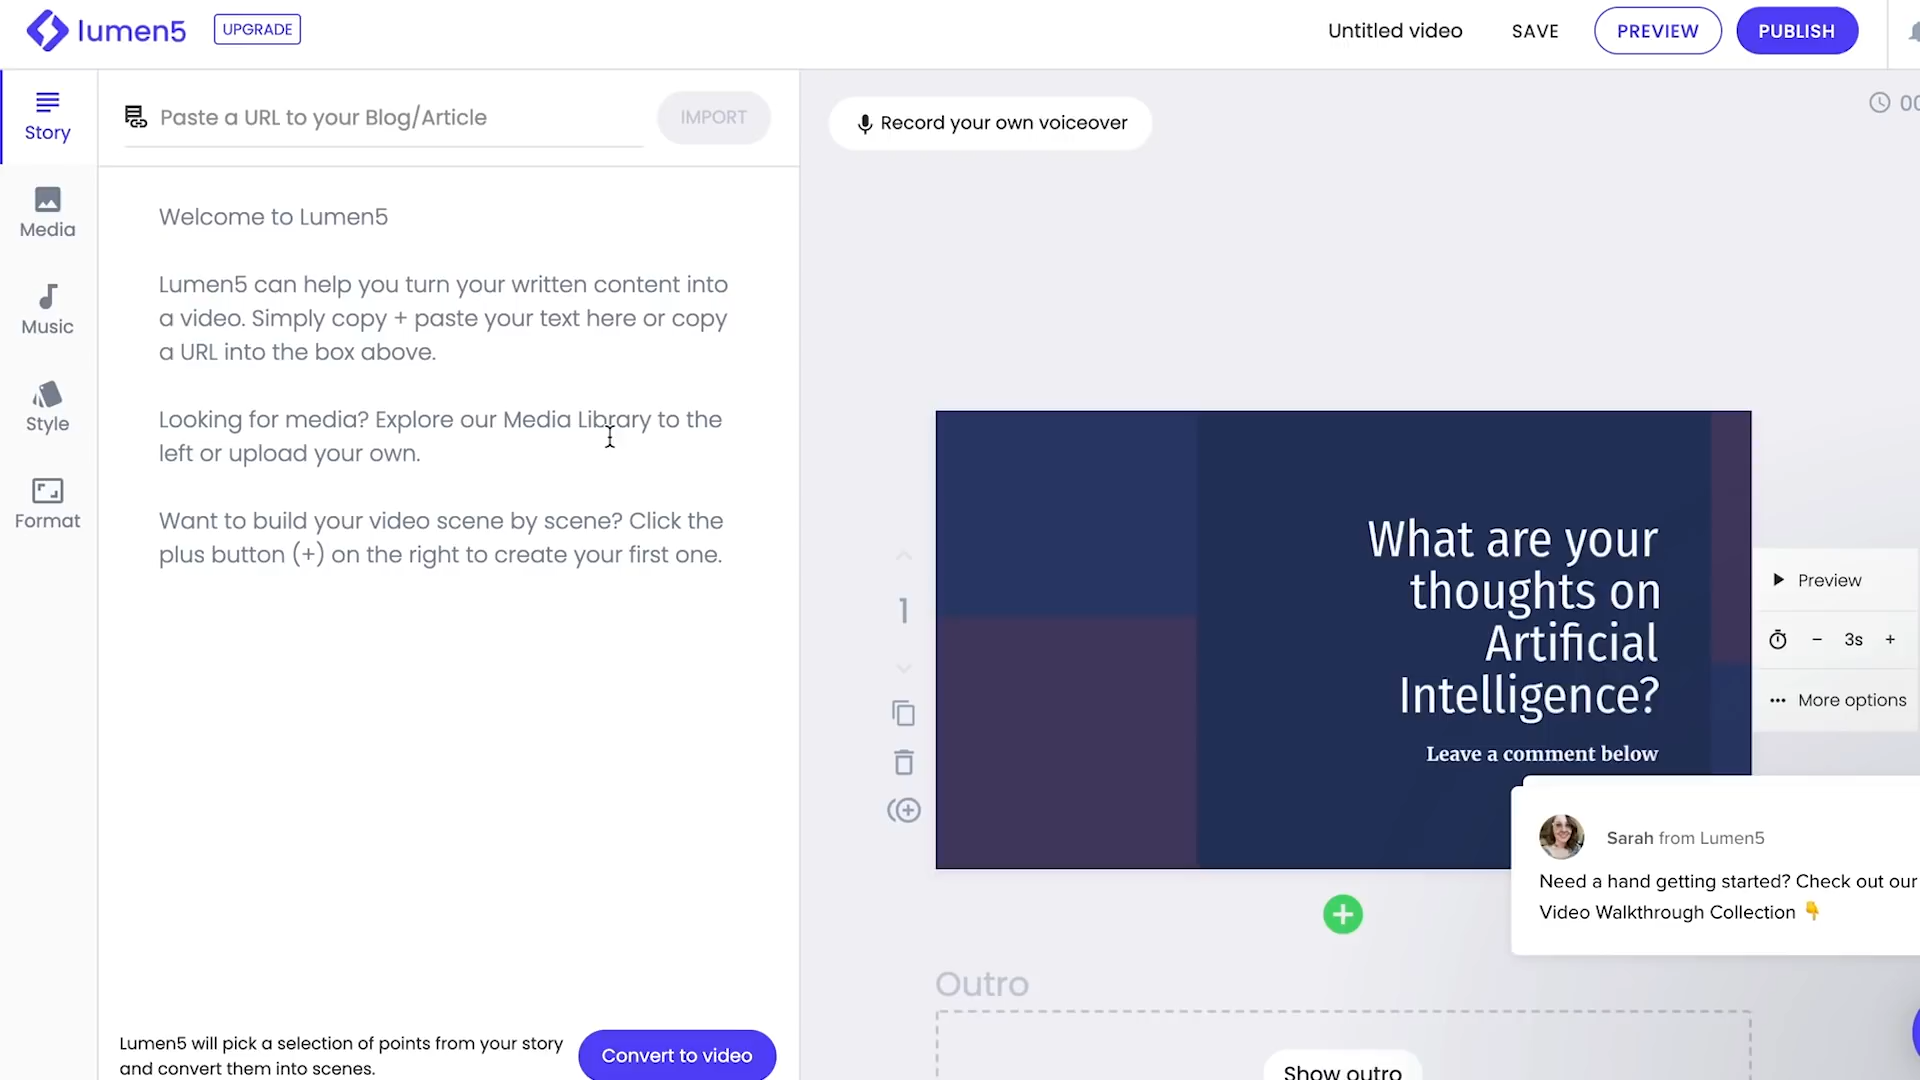 lumen5
UPGRADE
Untitled video
SAVE
PREVIEW
PUBLISH
Story
Media
Music
Style
Format
Paste a URL to your Blog/Article
IMPORT
Welcome to Lumen5
Lumen5 can help you turn your written content into
a video. Simply copy + paste your text here or copy
a URL into the box above.
Looking for media? Explore our Media Library to the
left or upload your own.
Want to build your video scene by scene? Click the
plus button (+) on the right to create your first one.
Lumen5 will pick a selection of points from your story
and convert them into scenes.
Convert to video
Record your own voiceover
00
1
What are your
thoughts on
Artificial
Intelligence?
Leave a comment below
Preview
− 3s +
More options
Sarah from Lumen5
Need a hand getting started? Check out our
Video Walkthrough Collection 👇
Outro
Show outro